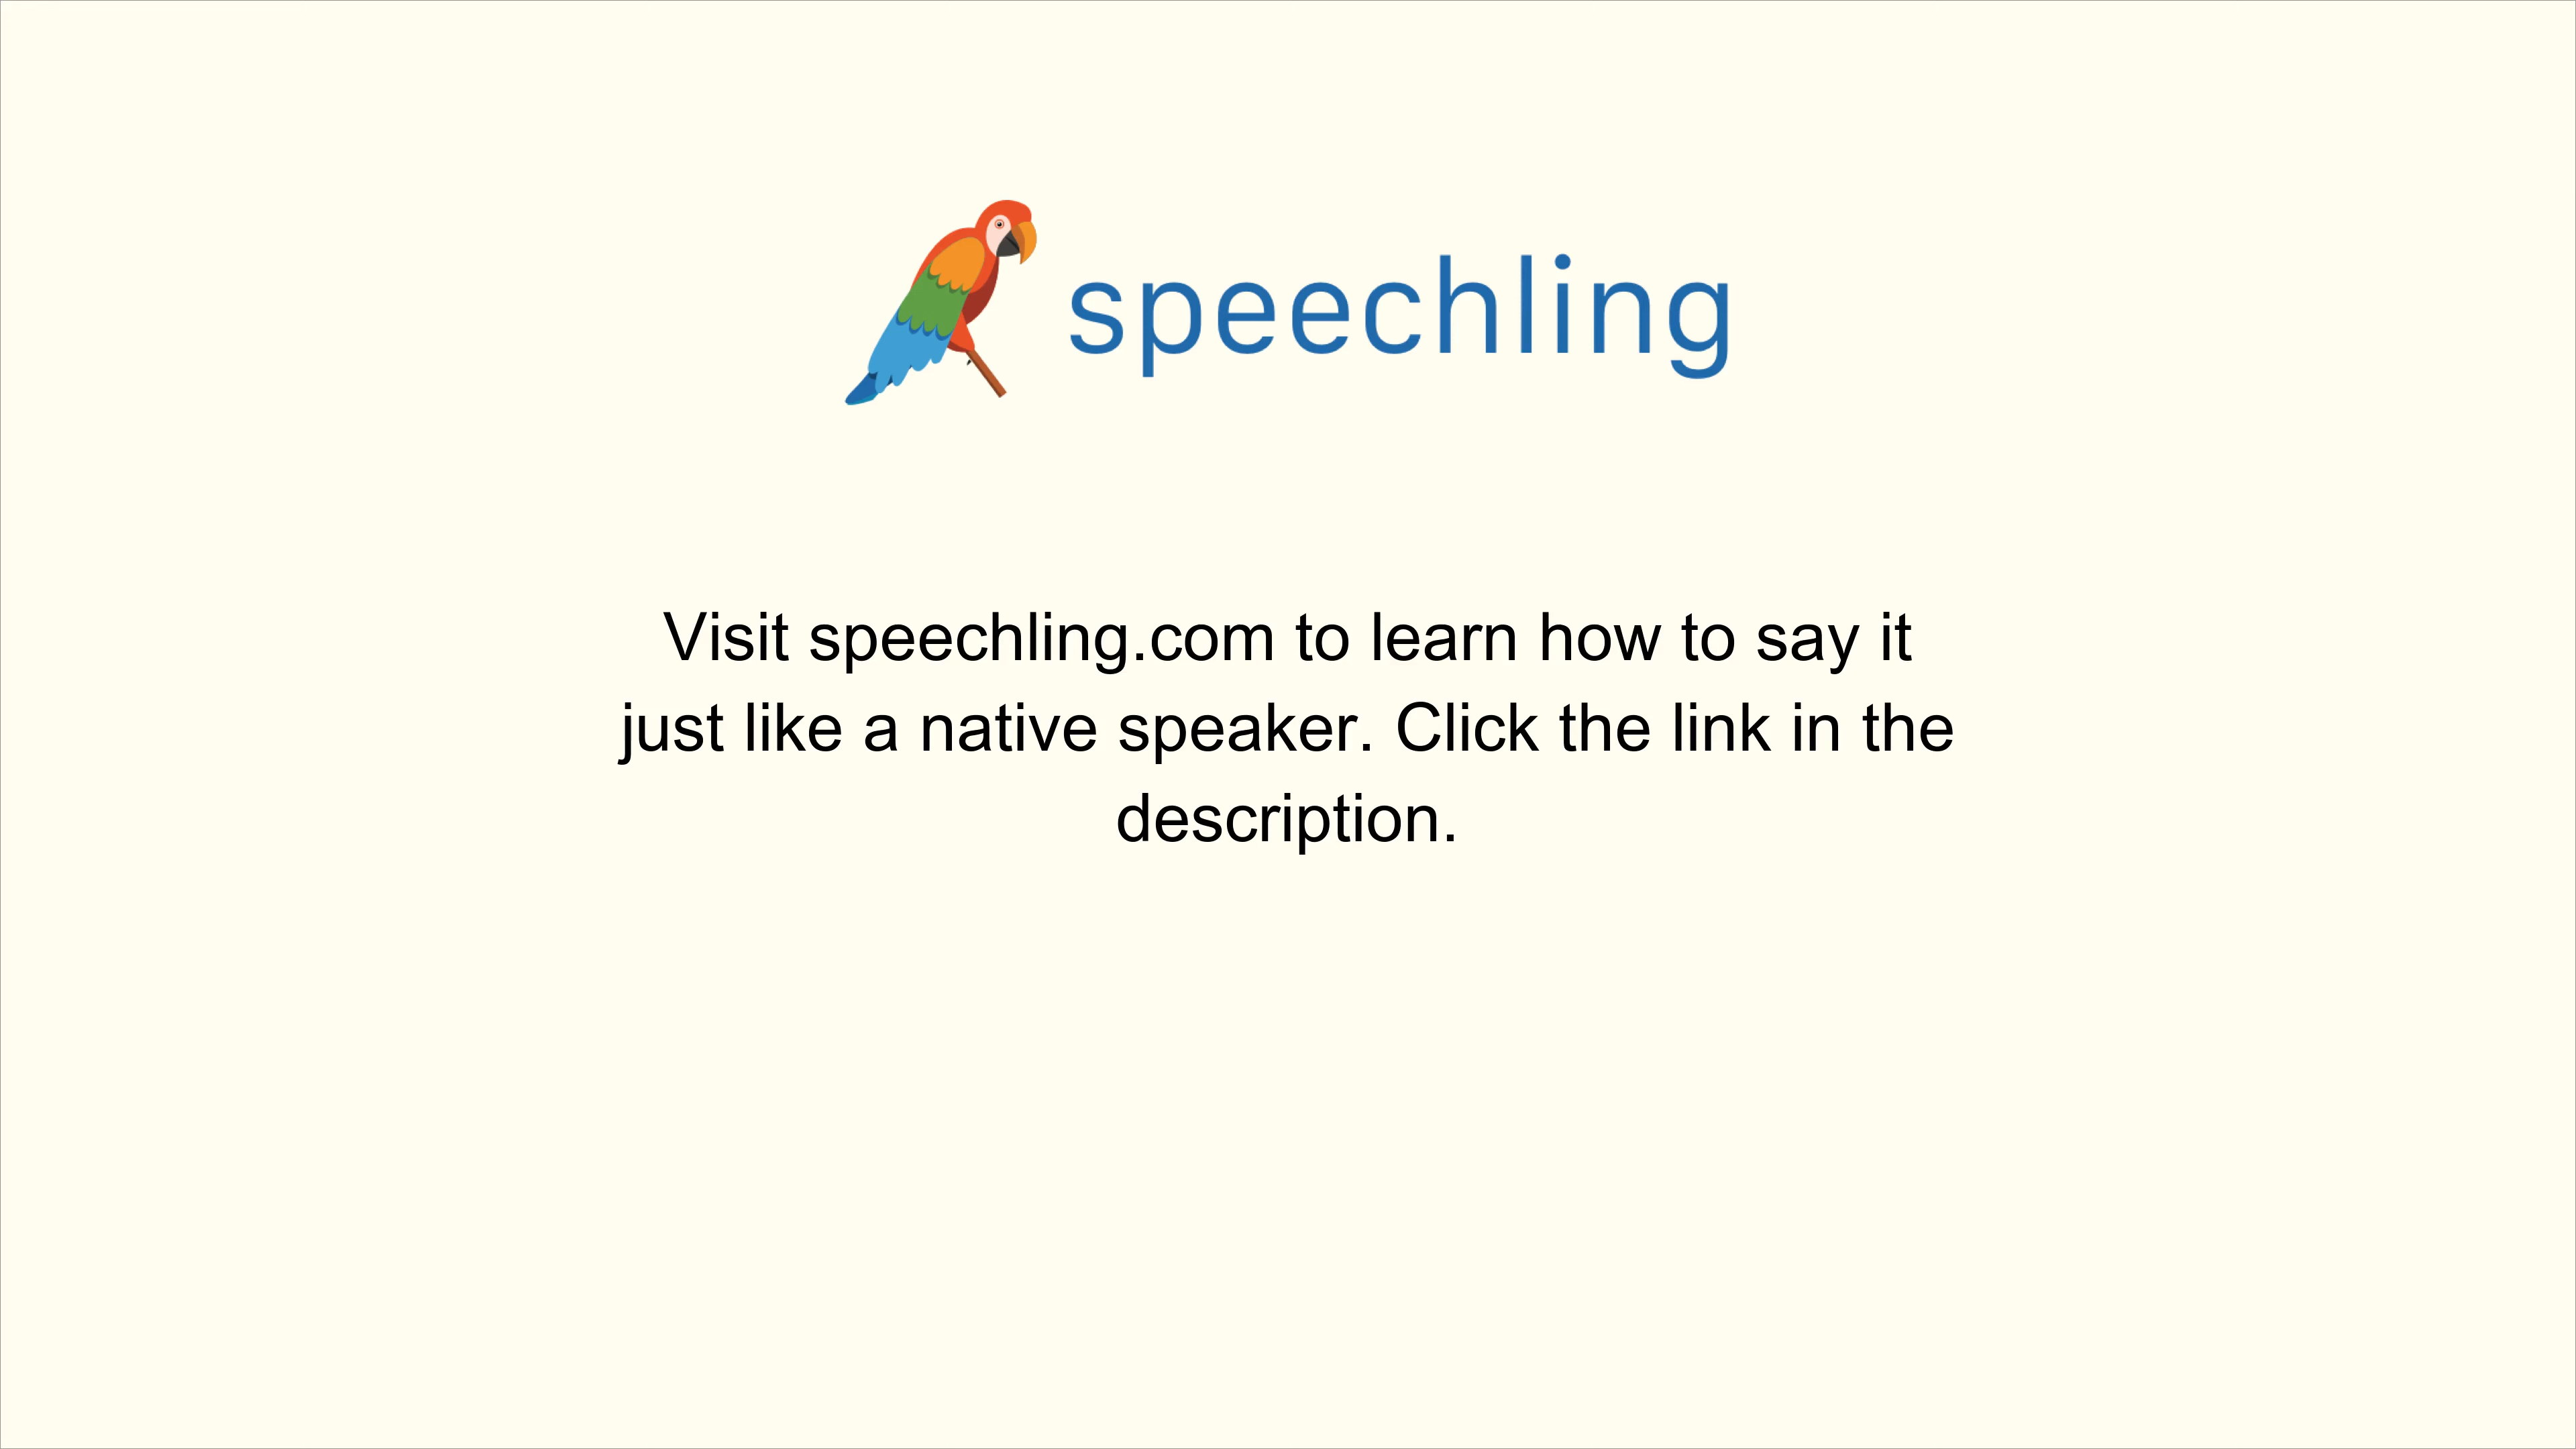 speechling
Visit speechling.com to learn how to say it
just like a native speaker. Click the link in the
description.